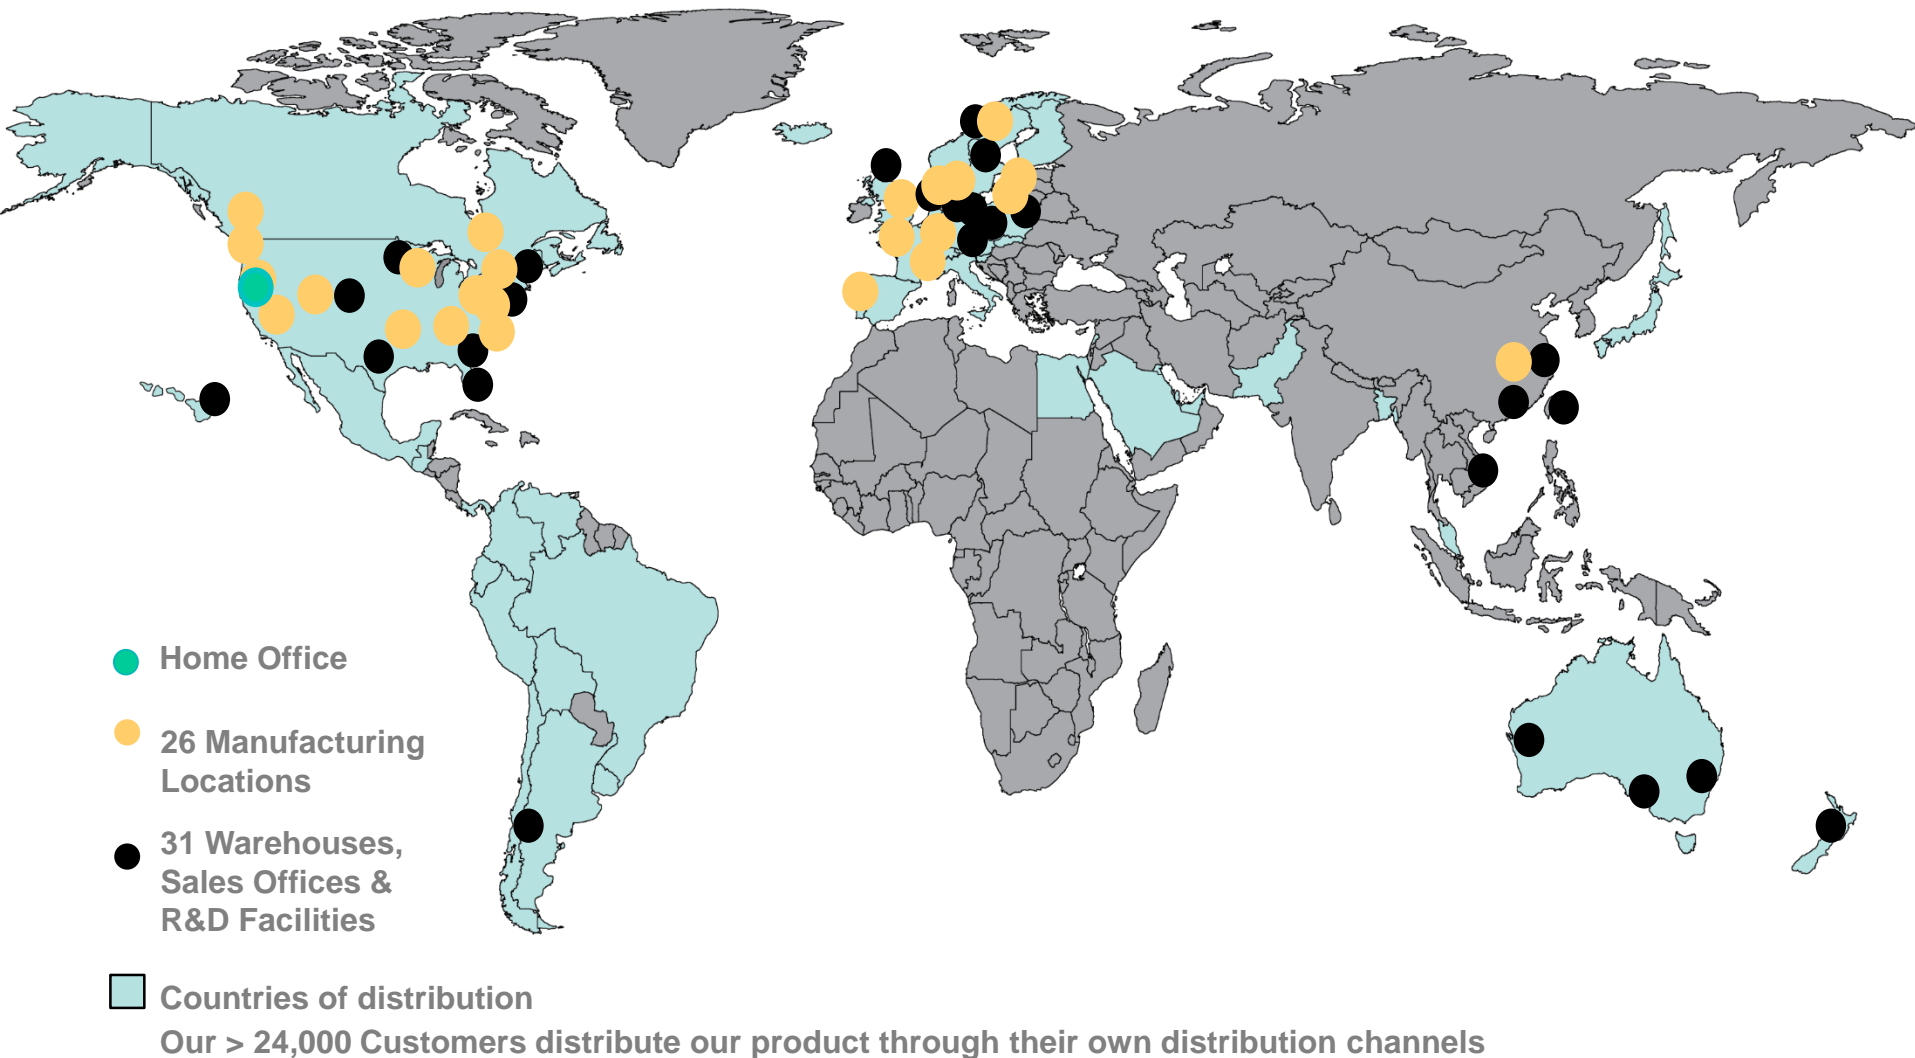 Home Office
26 Manufacturing
Locations
31 Warehouses,
Sales Offices &
R&D Facilities
Countries of distribution
Our > 24,000 Customers distribute our product through their own distribution channels